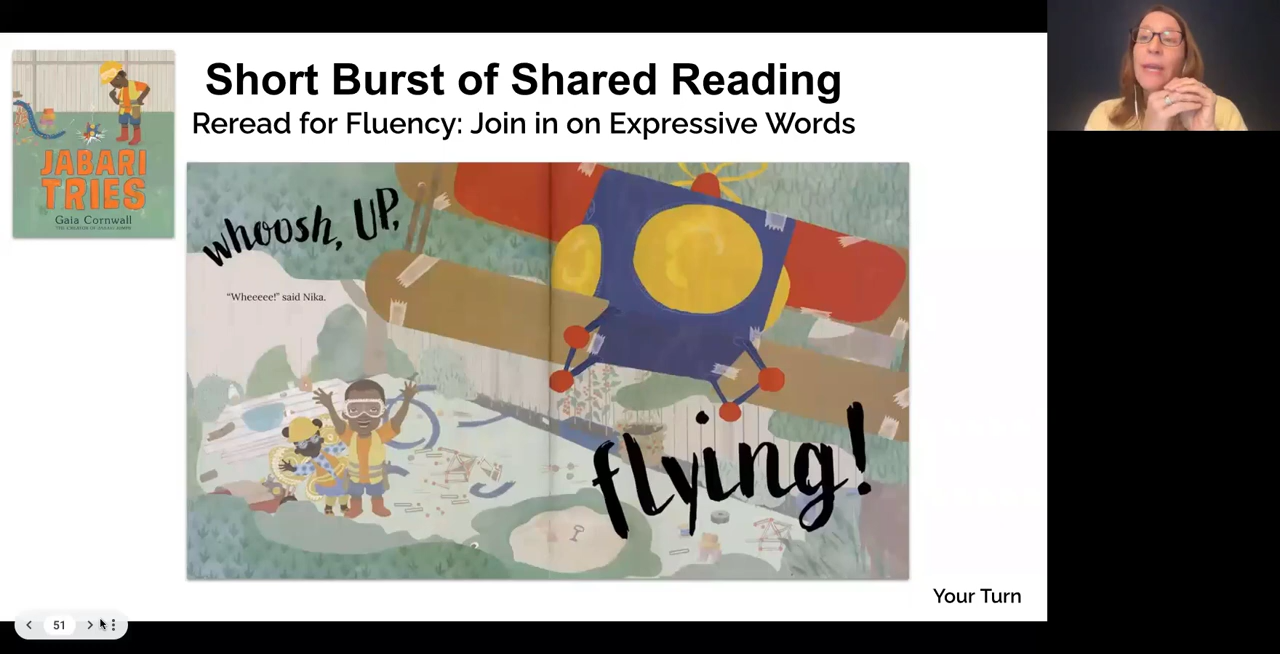 Short Burst of Shared Reading
Reread for Fluency: Join in on Expressive Words
JABARI
TRIES
Gaia Cornwall
whoosh, UP,
"Wheeeee!" said Nika.
flying!
Your Turn
51